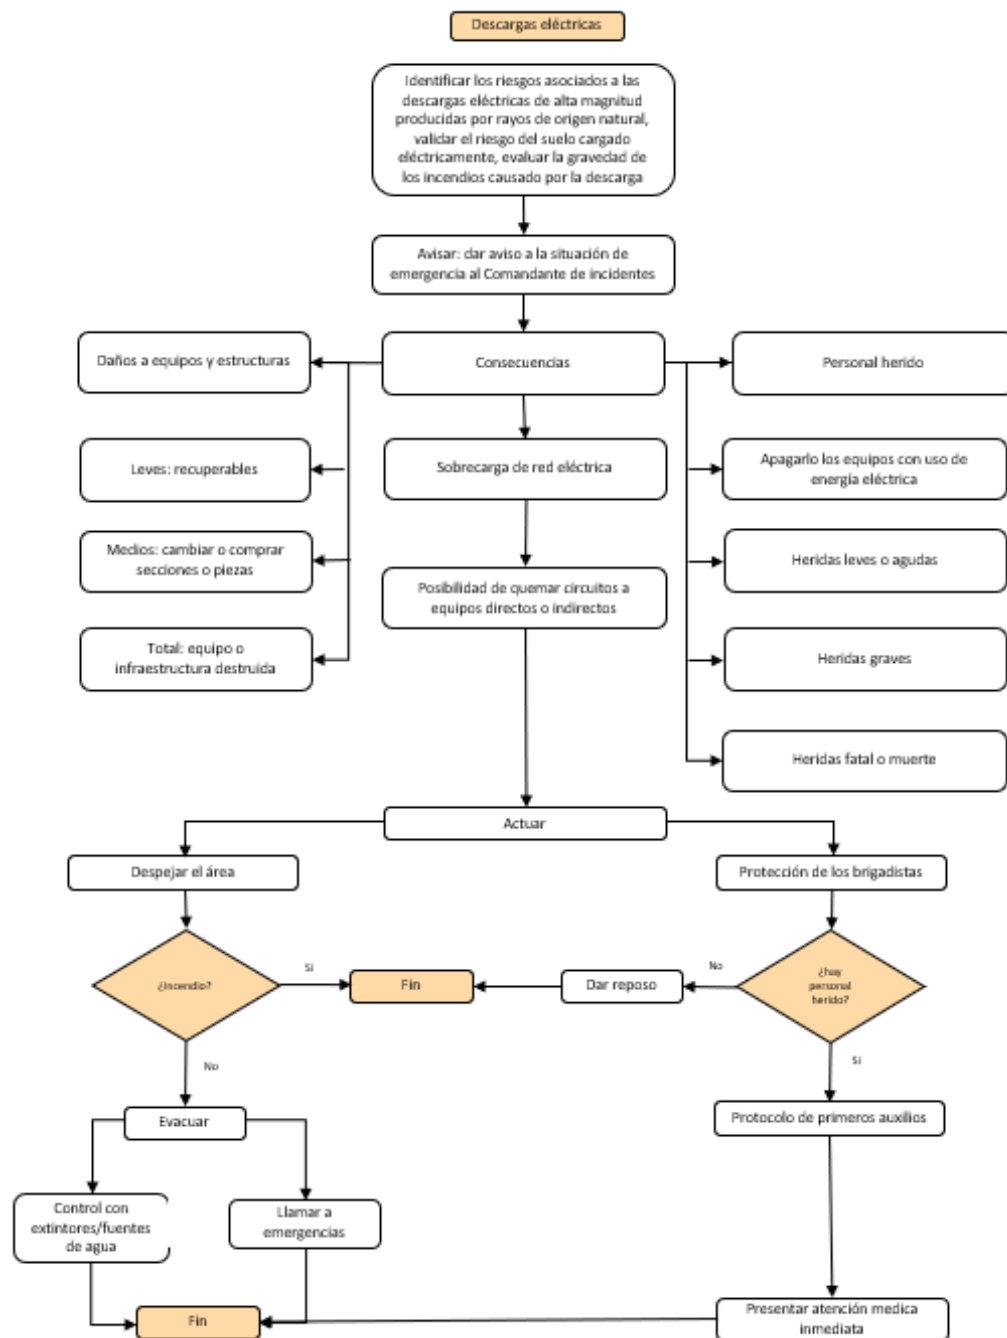 Descargas eléctricas
Identificar los riesgos asociados a las
descargas eléctricas de alta magnitud
producidas por rayos de origen natural,
validar el riesgo del suelo cargado
eléctricamente, evaluar la gravedad de
los incendios causado por la descarga
Avisar: dar aviso a la situación de
emergencia al Comandante de incidentes
Daños a equipos y estructuras
Consecuencias
Personal herido
Leves: recuperables
Sobrecarga de red eléctrica
Apagarlo los equipos con uso de
energía eléctrica
Medios: cambiar o comprar
secciones o piezas
Posibilidad de quemar circuitos a
equipos directos o indirectos
Heridas leves o agudas
Total: equipo o
infraestructura destruida
Heridas graves
Heridas fatal o muerte
Actuar
Despejar el área
Protección de los brigadistas
¿Incendio?
Si
Fin
Dar reposo
No
¿hay
personal
herido?
No
Si
Evacuar
Protocolo de primeros auxilios
Control con
extintores/fuentes
de agua
Llamar a
emergencias
Fin
Presentar atención medica
inmediata